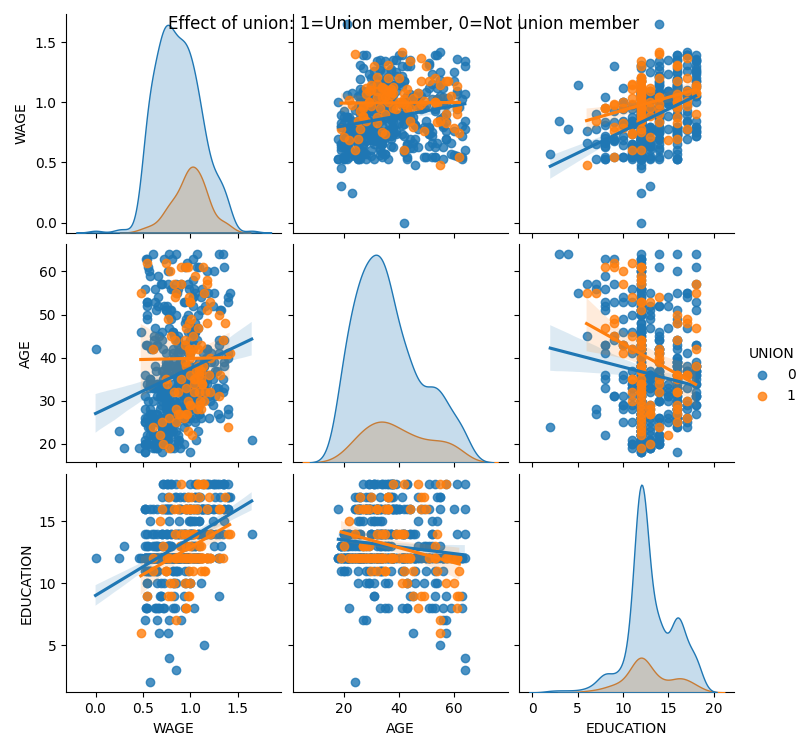 Effect of union: 1=Union member, 0=Not union member
WAGE
1.5
1.0
0.5
0.0
AGE
60
50
40
30
20
UNION
0
1
EDUCATION
15
10
5
0.0 0.5 1.0 1.5
20 40 60
0 5 10 15 20
WAGE AGE EDUCATION